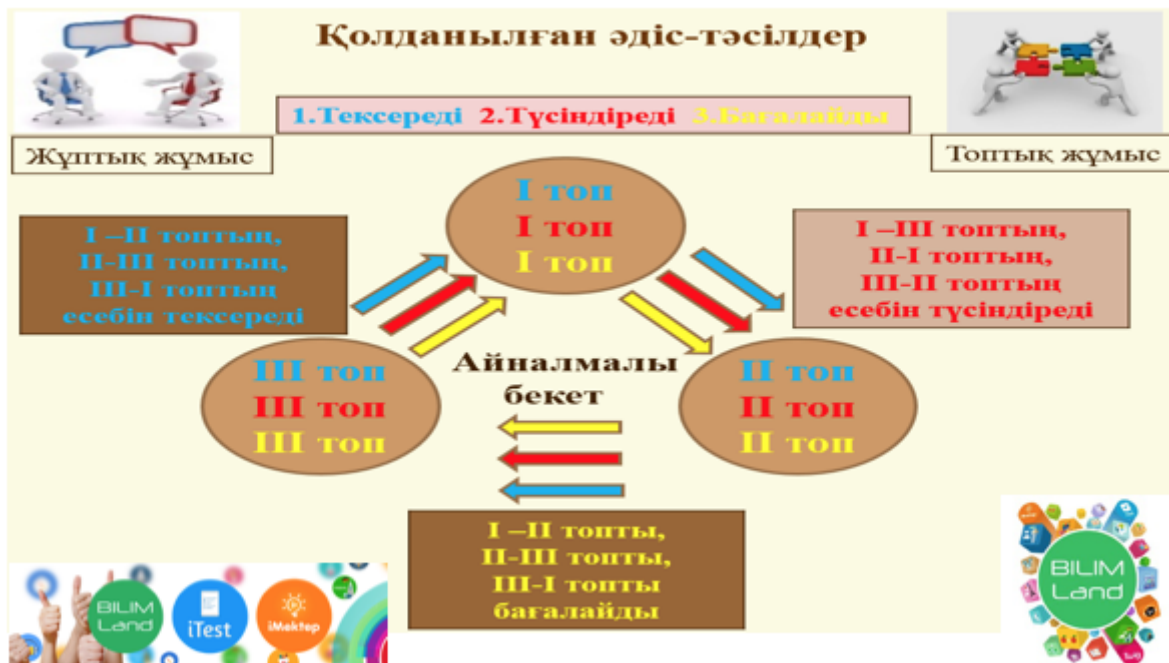 Қолданылған әдіс-тәсілдер
1.Тексереді 2.Түсіндіреді 3.Бағалайды
Жұптық жұмыс
Топтық жұмыс
I топ
I топ
I топ
I –II топтың,
II-III топтың,
III-I топтың
есебін тексереді
I –III топтың,
II-I топтың,
III-II топтың
есебін түсіндіреді
Айналмалы
бекет
III топ
III топ
III топ
II топ
II топ
II топ
I –II топты,
II-III топты,
III-I топты
бағалайды
BILIM
Land
iTest
iMektep
BILIM
Land